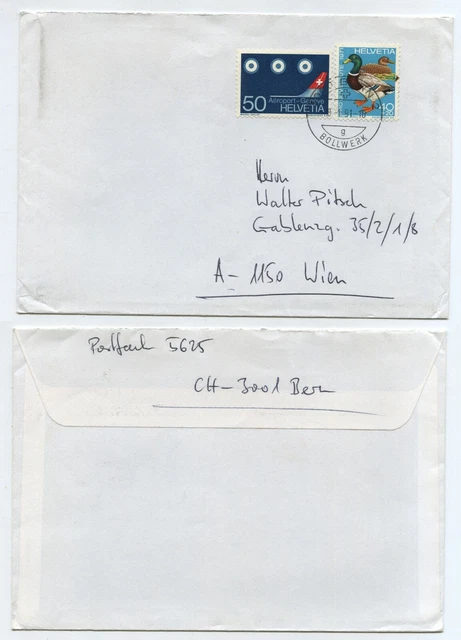 50
Aéroport-Genève
HELVETIA
HELVETIA
40
BOLLWERK
g
Herrn
Walter Pitsch
Gablenzg. 35/2/1/8
A-1150 Wien
Postfach 5625
CH-3001 Bern